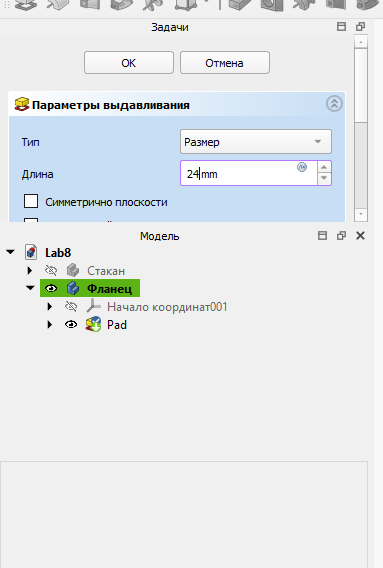 Задачи
OK
Отмена
Параметры выдавливания
Тип
Размер
Длина
24mm
Симметрично плоскости
Модель
Lab8
Стакан
Фланец
Начало координат001
Pad